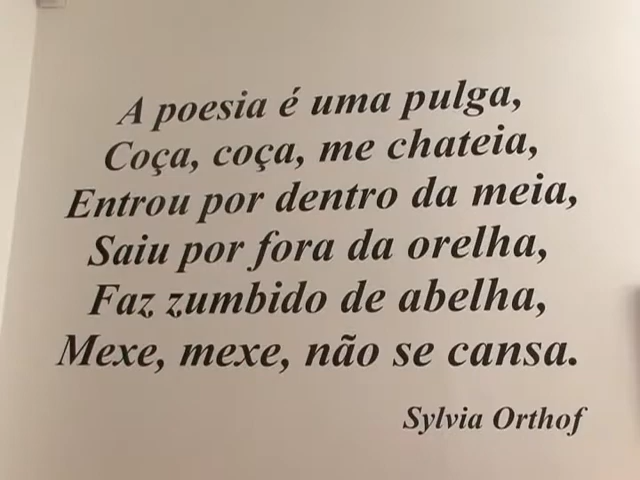 A poesia é uma pulga,
Coça, coça, me chateia,
Entrou por dentro da meia,
Saiu por fora da orelha,
Faz zumbido de abelha,
Mexe, mexe, não se cansa.
Sylvia Orthof